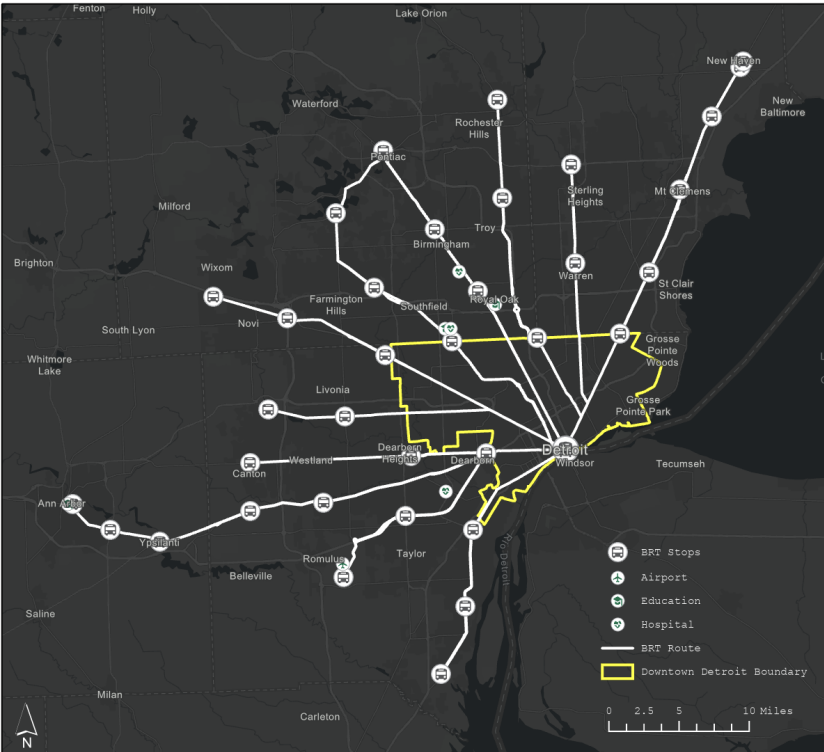 Fenton
Holly
Lake Orion
New Haven
New
Baltimore
Waterford
Rochester
Hills
Pontiac
Sterling
Heights
Mt Clemens
Milford
Troy
Birmingham
Brighton
Wixom
Warren
St Clair
Shores
Farmington
Hills
Southfield
Royal Oak
South Lyon
Novi
Grosse
Pointe
Woods
Whitmore
Lake
Livonia
Grosse
Pointe Park
Dearborn
Heights
Detroit
Canton
Westland
Dearborn
Windsor
Tecumseh
Ann Arbor
Ypsilanti
Romulus
Taylor
Rio Detroit
Belleville
Saline
Milan
Carleton
N
BRT Stops
Airport
Education
Hospital
BRT Route
Downtown Detroit Boundary
0 2.5 5 10 Miles